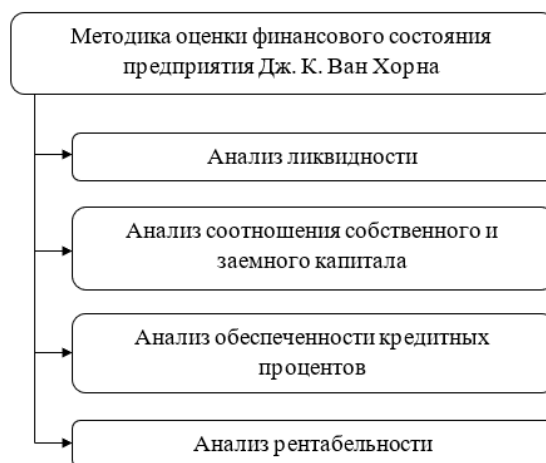 Методика оценки финансового состояния
предприятия Дж. К. Ван Хорна
Анализ ликвидности
Анализ соотношения собственного и
заемного капитала
Анализ обеспеченности кредитных
процентов
Анализ рентабельности